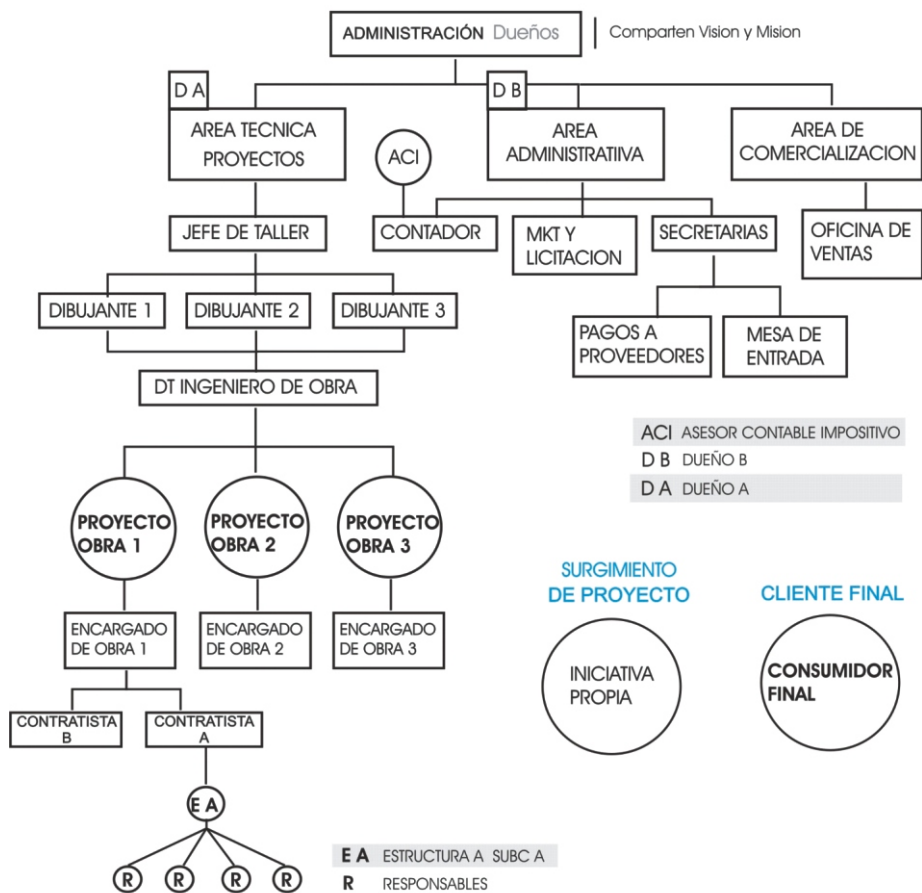 ADMINISTRACIÓN Dueños
Comparten Vision y Mision
D A
D B
AREA TECNICA
PROYECTOS
ACI
AREA
ADMINISTRATIIVA
AREA DE
COMERCIALIZACION
JEFE DE TALLER
CONTADOR
MKT Y
LICITACION
SECRETARIAS
OFICINA DE
VENTAS
DIBUJANTE 1
DIBUJANTE 2
DIBUJANTE 3
PAGOS A
PROVEEDORES
MESA DE
ENTRADA
DT INGENIERO DE OBRA
ACI ASESOR CONTABLE IMPOSITIVO
D B DUEÑO B
D A DUEÑO A
PROYECTO
OBRA 1
PROYECTO
OBRA 2
PROYECTO
OBRA 3
SURGIMIENTO
DE PROYECTO
CLIENTE FINAL
ENCARGADO
DE OBRA 1
ENCARGADO
DE OBRA 2
ENCARGADO
DE OBRA 3
INICIATIVA
PROPIA
CONSUMIDOR
FINAL
CONTRATISTA
B
CONTRATISTA
A
E A
R
R
R
R
E A ESTRUCTURA A SUBC A
R RESPONSABLES